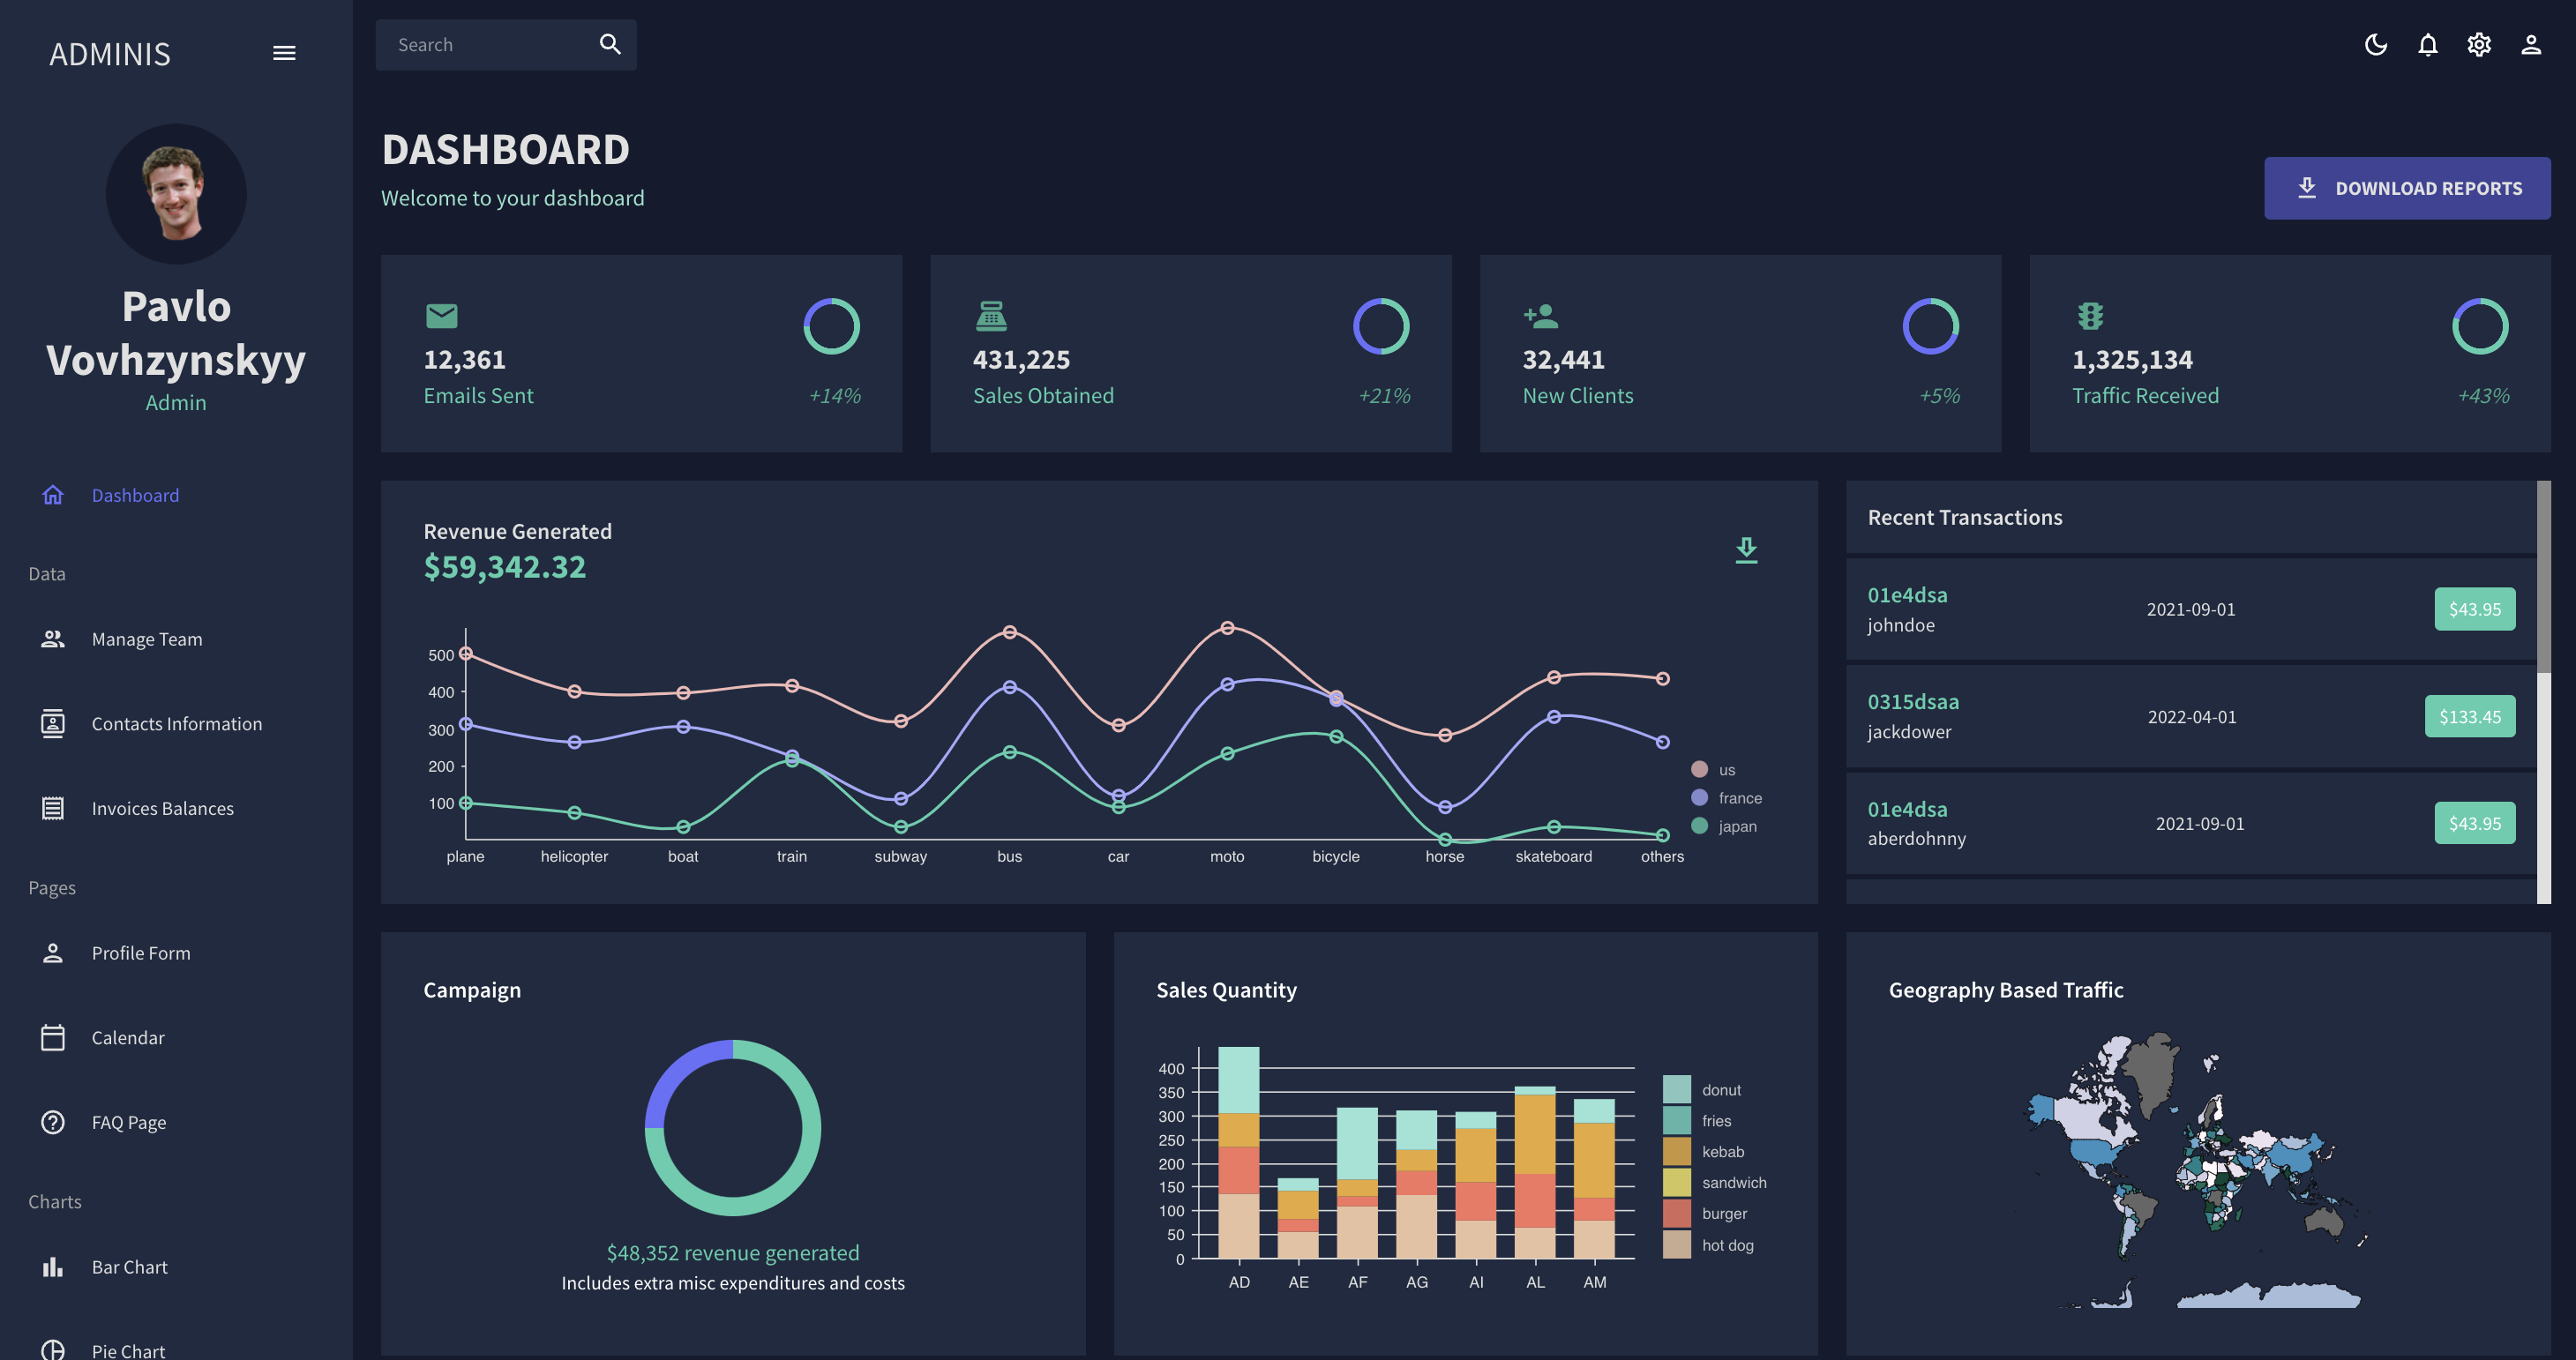 ADMINIS
Search
Pavlo
Vovhzynskyy
Admin
Dashboard
Data
Manage Team
Contacts Information
Invoices Balances
Pages
Profile Form
Calendar
FAQ Page
Charts
Bar Chart
Pie Chart
DASHBOARD
Welcome to your dashboard
DOWNLOAD REPORTS
12,361
Emails Sent +14%
431,225
Sales Obtained +21%
32,441
New Clients +5%
1,325,134
Traffic Received +43%
Revenue Generated
$59,342.32
500
400
300
200
100
plane helicopter boat train subway bus car moto bicycle horse skateboard others
us
france
japan
Recent Transactions
01e4dsa
johndoe
2021-09-01
$43.95
0315dsaa
jackdower
2022-04-01
$133.45
01e4dsa
aberdohnny
2021-09-01
$43.95
Campaign
$48,352 revenue generated
Includes extra misc expenditures and costs
Sales Quantity
400
350
300
250
200
150
100
50
0
AD AE AF AG AI AL AM
donut
fries
kebab
sandwich
burger
hot dog
Geography Based Traffic